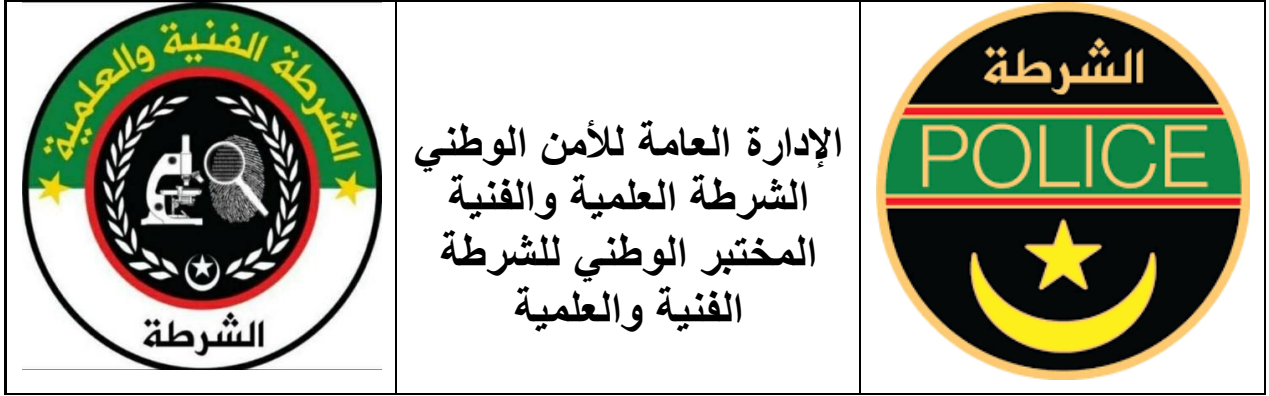 الشرطة
POLICE
الإدارة العامة للأمن الوطني
الشرطة العلمية والفنية
المختبر الوطني للشرطة
الفنية والعلمية
الشرطة الفنية والعلمية
الشرطة